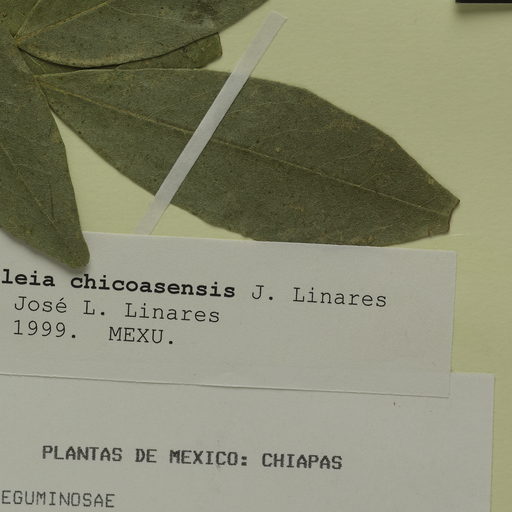 leia chicoasensis J. Linares
José L. Linares
1999. MEXU.
PLANTAS DE MEXICO: CHIAPAS
EGUMINOSAE